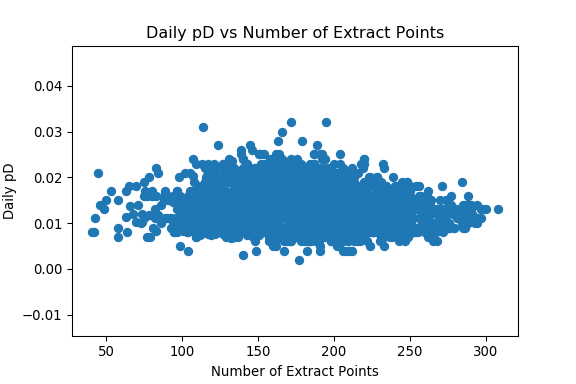 Daily pD vs Number of Extract Points
0.04
0.03
0.02
0.01
0.00
−0.01
Daily pD
50 100 150 200 250 300
Number of Extract Points